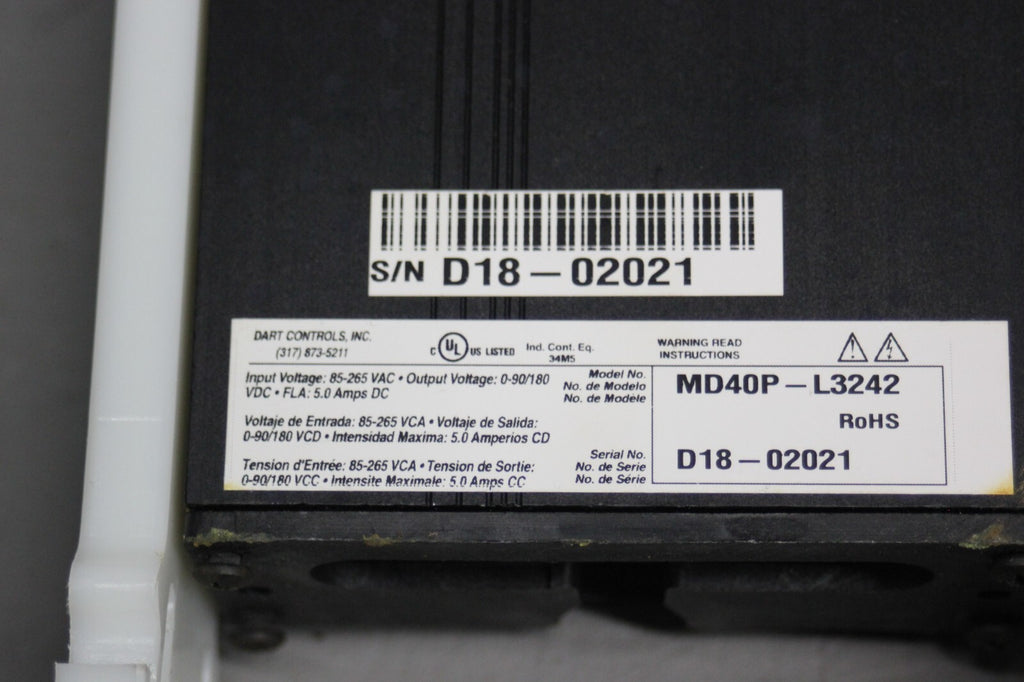 S/N D18-02021
DART CONTROLS, INC.
(317) 873-5211
C UL US LISTED
Ind. Cont. Eq.
34M5
WARNING READ
INSTRUCTIONS
Input Voltage: 85-265 VAC • Output Voltage: 0-90/180
VDC • FLA: 5.0 Amps DC
Voltaje de Entrada: 85-265 VCA • Voltaje de Salida:
0-90/180 VCD • Intensidad Maxima: 5.0 Amperios CD
Tension d'Entrée: 85-265 VCA • Tension de Sortie:
0-90/180 VCC • Intensite Maximale: 5.0 Amps CC
Model No.
No. de Modelo
No. de Modèle
MD40P-L3242
RoHS
Serial No.
No. de Serie
No. de Série
D18-02021